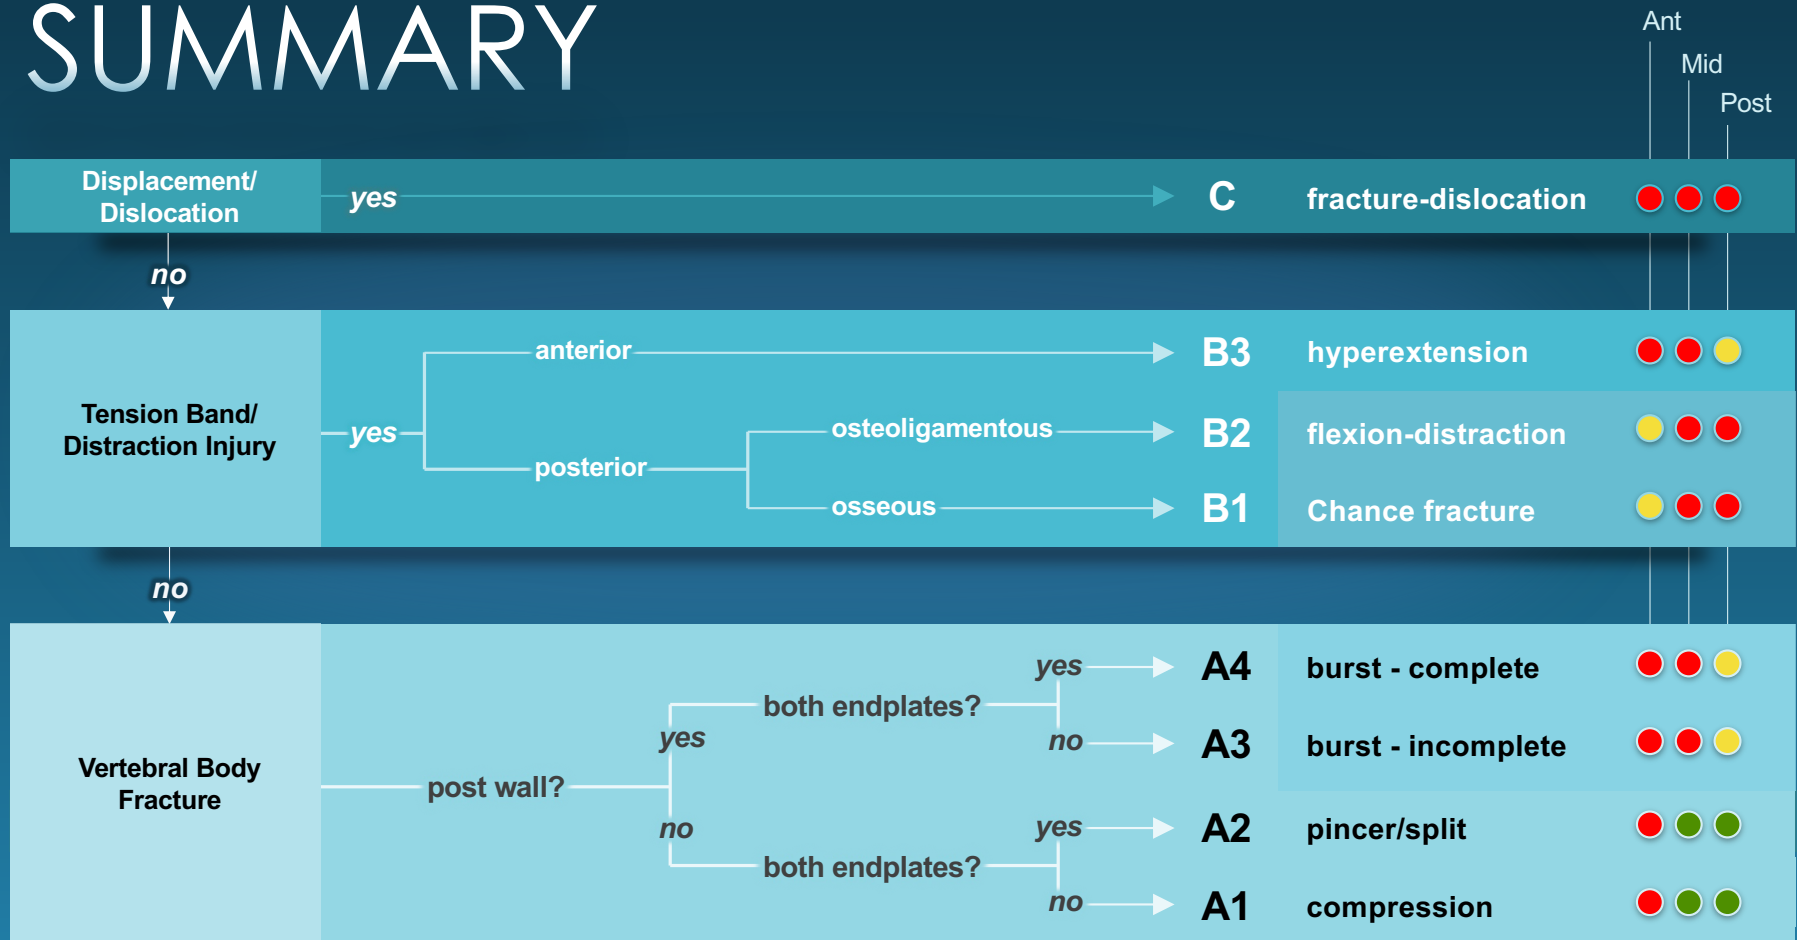 SUMMARY
Ant
Mid
Post
Displacement/
Dislocation
yes
C
fracture-dislocation
no
Tension Band/
Distraction Injury
yes
anterior
B3
hyperextension
posterior
osteoligamentous
B2
flexion-distraction
osseous
B1
Chance fracture
no
Vertebral Body
Fracture
post wall?
yes
both endplates?
yes
A4
burst - complete
no
A3
burst - incomplete
no
both endplates?
yes
A2
pincer/split
no
A1
compression